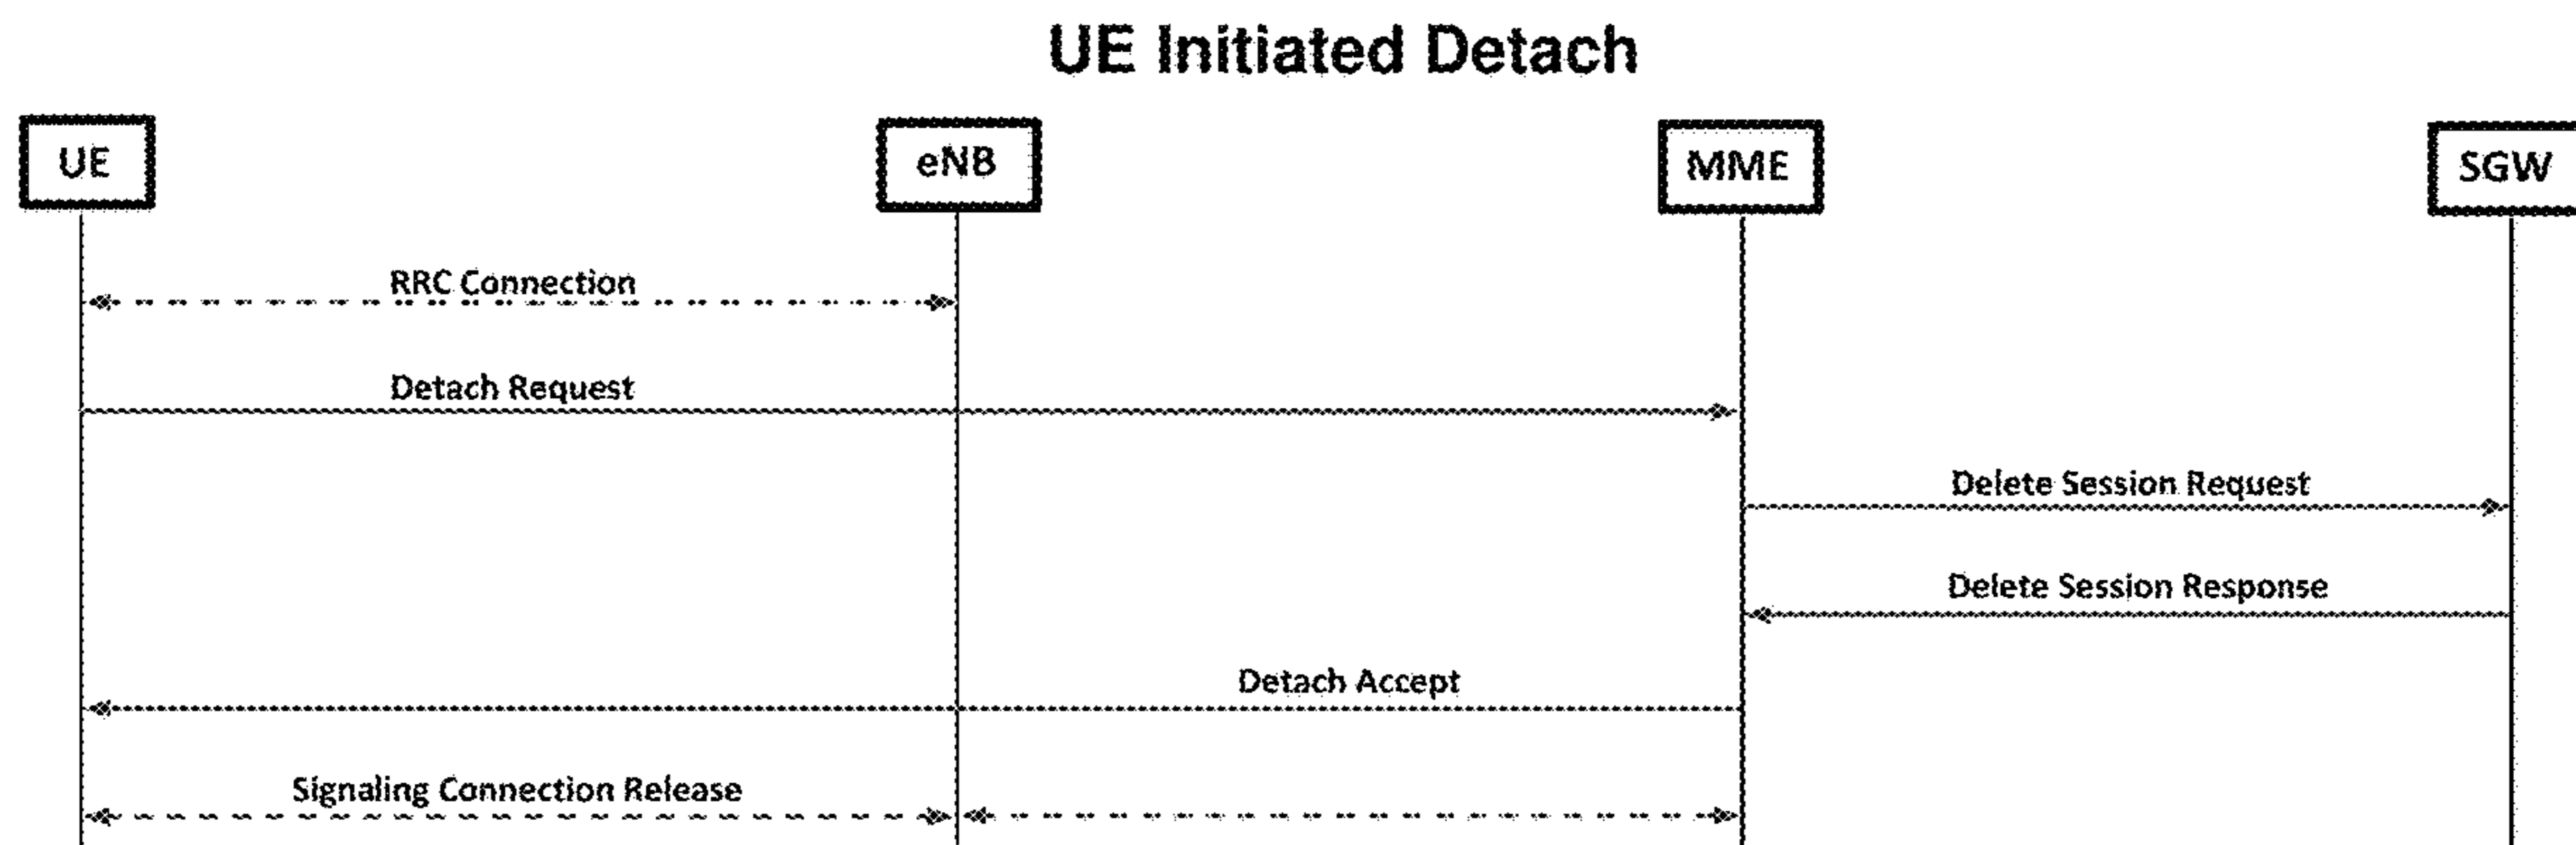 UE Initiated Detach
UE
eNB
MME
SGW
RRC Connection
Detach Request
Delete Session Request
Delete Session Response
Detach Accept
Signaling Connection Release